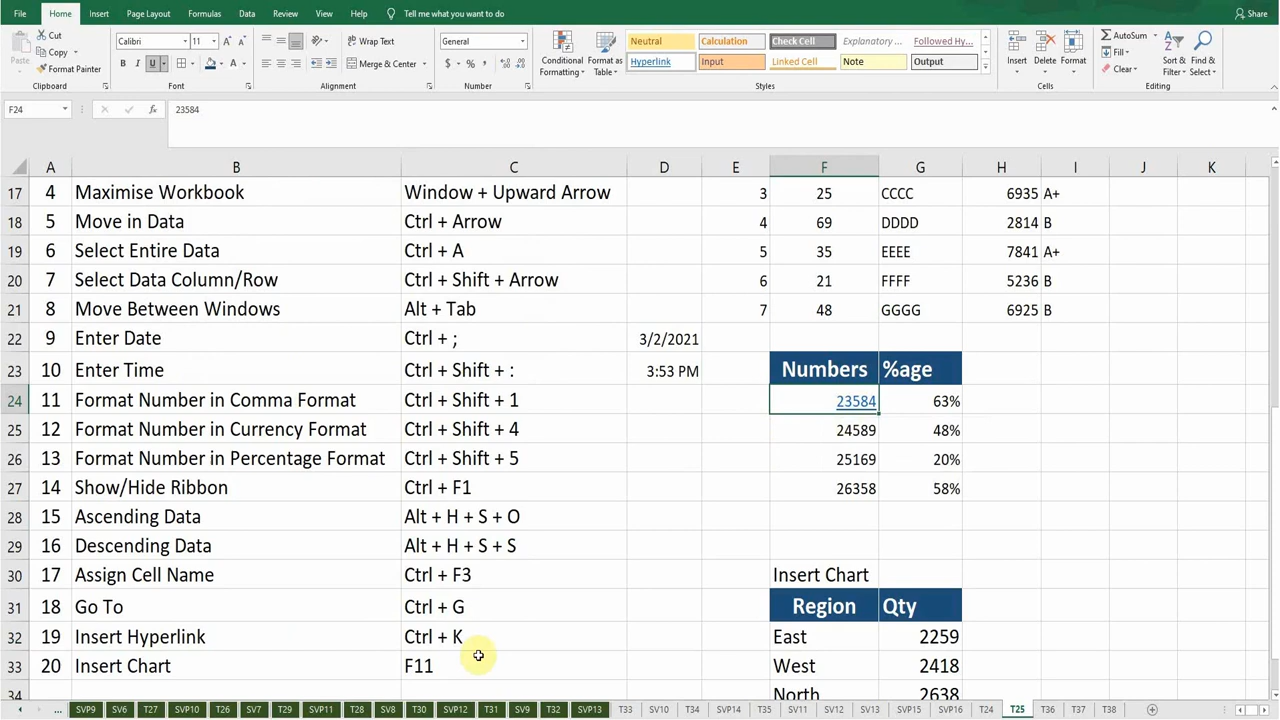 File Home Insert Page Layout Formulas Data Review View Help Tell me what you want to do Share
Cut Calibri 11 Wrap Text General Neutral Calculation Check Cell Explanatory ... Followed Hy... AutoSum
Copy Fill
Paste Format Painter Merge & Center Conditional Formatting Format as Table Hyperlink Input Linked Cell Note Output Insert Delete Format Clear Sort & Filter Find & Select
Clipboard Font Alignment Number Styles Cells Editing
F24 23584
A B C D E F G H I J K
17 4 Maximise Workbook Window + Upward Arrow 3 25 CCCC 6935 A+
18 5 Move in Data Ctrl + Arrow 4 69 DDDD 2814 B
19 6 Select Entire Data Ctrl + A 5 35 EEEE 7841 A+
20 7 Select Data Column/Row Ctrl + Shift + Arrow 6 21 FFFF 5236 B
21 8 Move Between Windows Alt + Tab 7 48 GGGG 6925 B
22 9 Enter Date Ctrl + ; 3/2/2021
23 10 Enter Time Ctrl + Shift + : 3:53 PM Numbers %age
24 11 Format Number in Comma Format Ctrl + Shift + 1 23584 63%
25 12 Format Number in Currency Format Ctrl + Shift + 4 24589 48%
26 13 Format Number in Percentage Format Ctrl + Shift + 5 25169 20%
27 14 Show/Hide Ribbon Ctrl + F1 26358 58%
28 15 Ascending Data Alt + H + S + O
29 16 Descending Data Alt + H + S + S
30 17 Assign Cell Name Ctrl + F3 Insert Chart
31 18 Go To Ctrl + G Region Qty
32 19 Insert Hyperlink Ctrl + K East 2259
33 20 Insert Chart F11 West 2418
34 North 2638
... SVP9 SV6 T27 SVP10 T26 SV7 T29 SVP11 T28 SV8 T30 SVP12 T31 SV9 T32 SVP13 T33 SV10 T34 SVP14 T35 SV11 SV12 SV13 SVP15 SVP16 T24 T25 T36 T37 T38